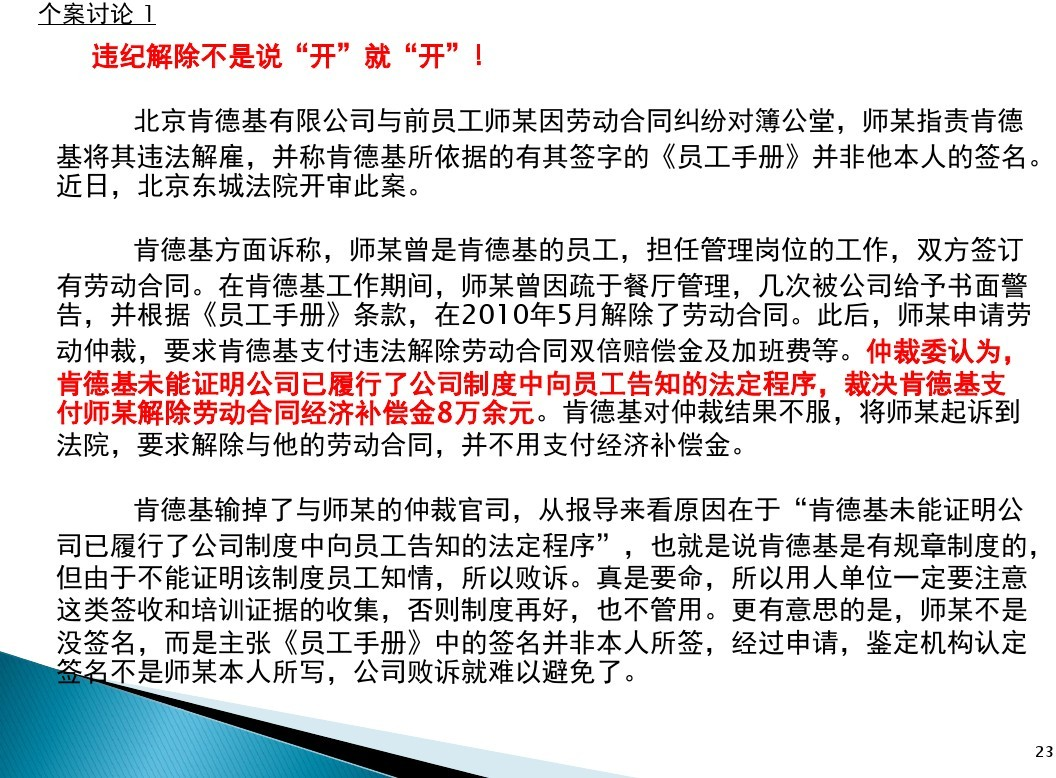 个案讨论 1
违纪解除不是说“开”就“开”!
北京肯德基有限公司与前员工师某因劳动合同纠纷对簿公堂，师某指责肯德
基将其违法解雇，并称肯德基所依据的有其签字的《员工手册》并非他本人的签名。
近日，北京东城法院开审此案。
肯德基方面诉称，师某曾是肯德基的员工，担任管理岗位的工作，双方签订
有劳动合同。在肯德基工作期间，师某曾因疏于餐厅管理，几次被公司给予书面警
告，并根据《员工手册》条款，在2010年5月解除了劳动合同。此后，师某申请劳
动仲裁，要求肯德基支付违法解除劳动合同双倍赔偿金及加班费等。仲裁委认为，
肯德基未能证明公司已履行了公司制度中向员工告知的法定程序，裁决肯德基支
付师某解除劳动合同经济补偿金8万余元。肯德基对仲裁结果不服，将师某起诉到
法院，要求解除与他的劳动合同，并不用支付经济补偿金。
肯德基输掉了与师某的仲裁官司，从报导来看原因在于“肯德基未能证明公
司已履行了公司制度中向员工告知的法定程序”，也就是说肯德基是有规章制度的，
但由于不能证明该制度员工知情，所以败诉。真是要命，所以用人单位一定要注意
这类签收和培训证据的收集，否则制度再好，也不管用。更有意思的是，师某不是
没签名，而是主张《员工手册》中的签名并非本人所签，经过申请，鉴定机构认定
签名不是师某本人所写，公司败诉就难以避免了。
23